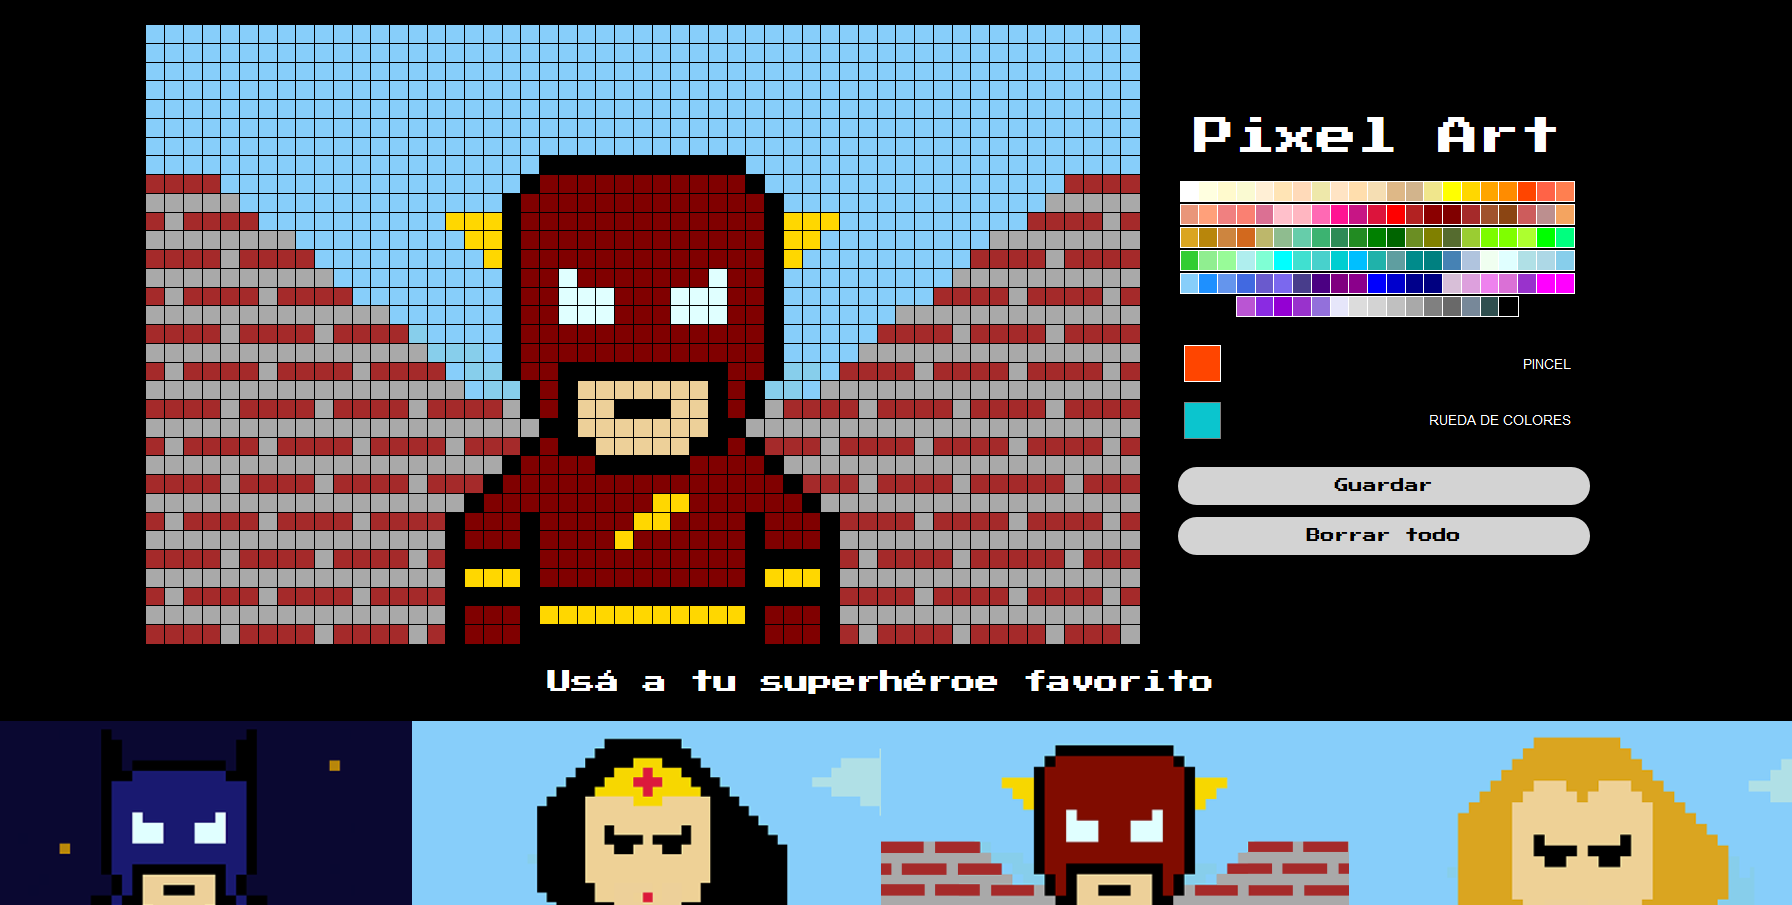 Pixel Art
PINCEL
RUEDA DE COLORES
Guardar
Borrar todo
Usá a tu superhéroe favorito